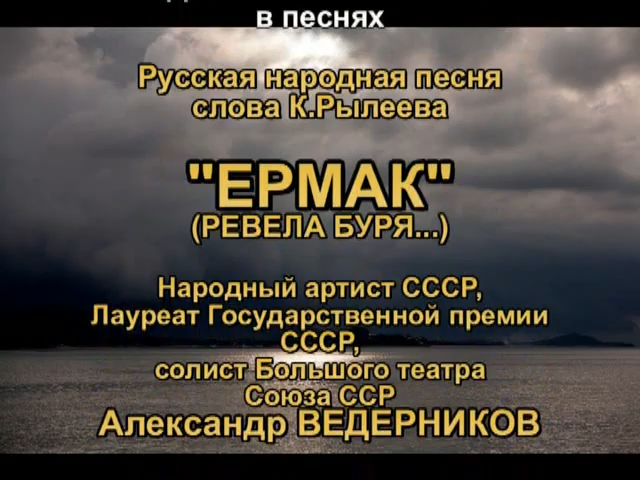 в песнях
Русская народная песня
слова К.Рылеева
"ЕРМАК"
(РЕВЕЛА БУРЯ...)
Народный артист СССР,
Лауреат Государственной премии
СССР,
солист Большого театра
Союза ССР
Александр ВЕДЕРНИКОВ